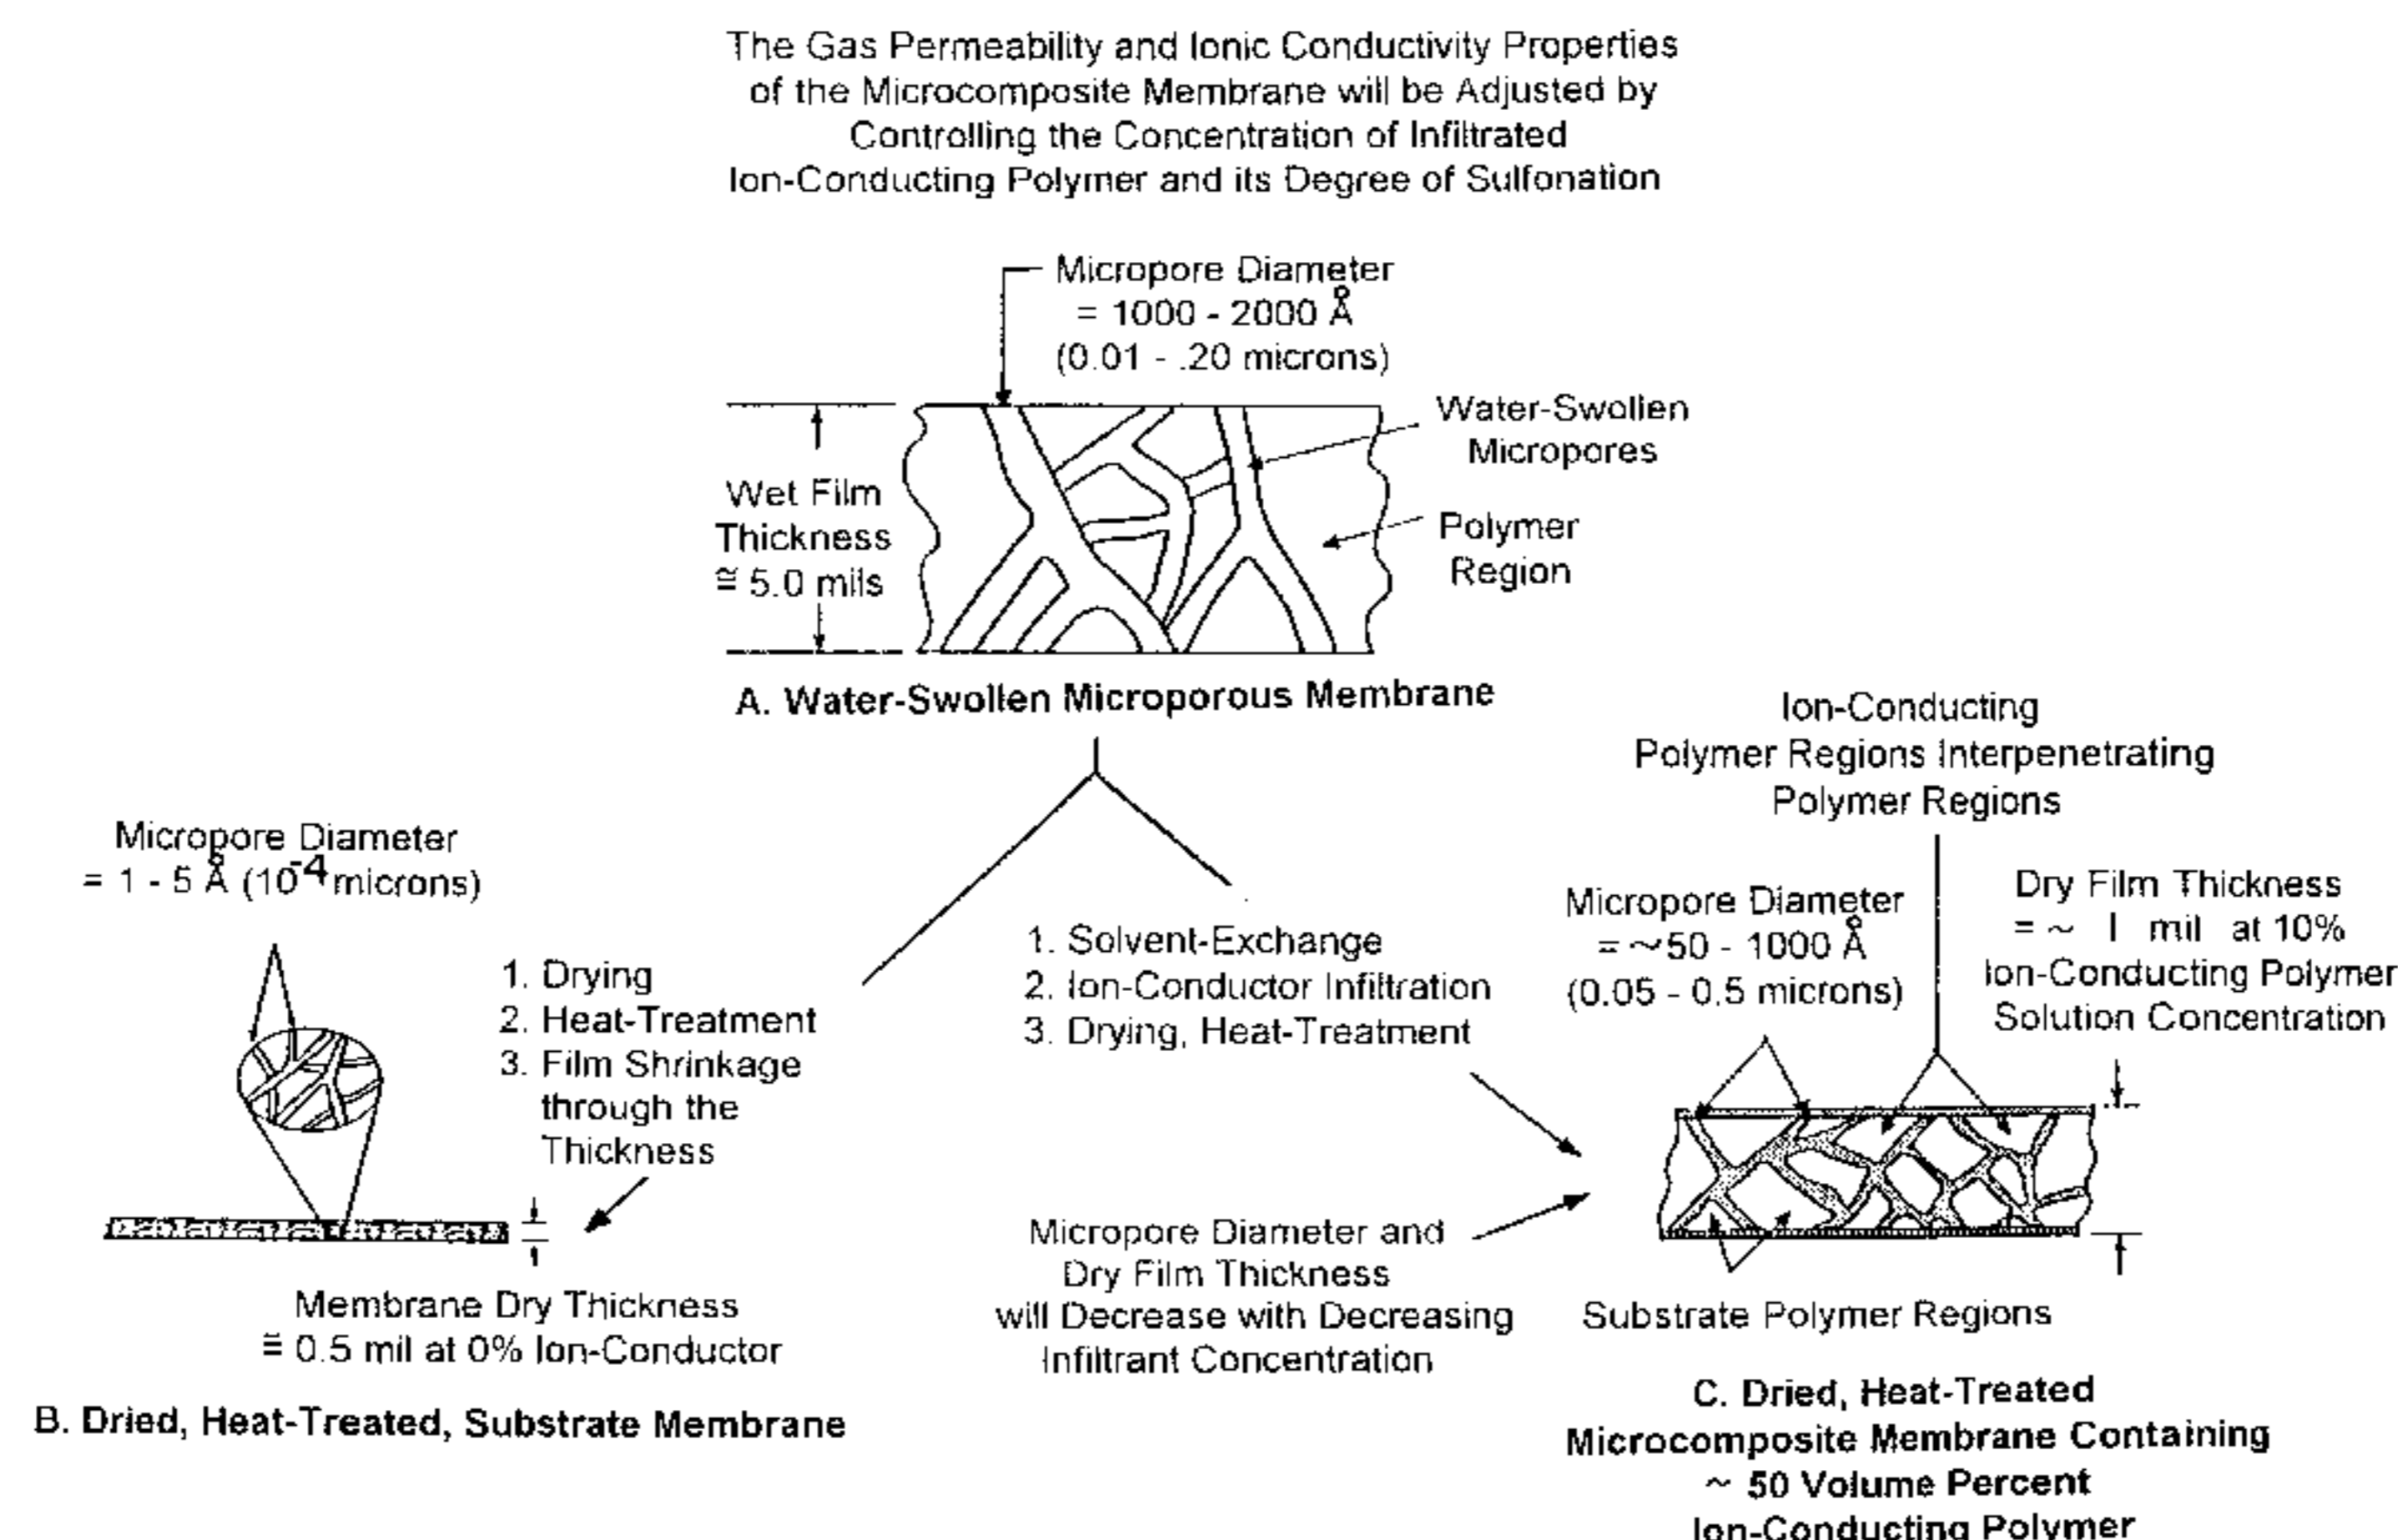 The Gas Permeability and Ionic Conductivity Properties
of the Microcomposite Membrane will be Adjusted by
Controlling the Concentration of Infiltrated
Ion-Conducting Polymer and its Degree of Sulfonation
Micropore Diameter
= 1000 - 2000 Å
(0.01 - .20 microns)
Water-Swollen
Micropores
Wet Film
Thickness
≅ 5.0 mils
Polymer
Region
A. Water-Swollen Microporous Membrane
Ion-Conducting
Polymer Regions Interpenetrating
Polymer Regions
Micropore Diameter
= 1 - 5 Å (10⁻⁴ microns)
1. Drying
2. Heat-Treatment
3. Film Shrinkage
through the
Thickness
1. Solvent-Exchange
2. Ion-Conductor Infiltration
3. Drying, Heat-Treatment
Micropore Diameter
= ~50 - 1000 Å
(0.05 - 0.5 microns)
Dry Film Thickness
= ~ 1 mil at 10%
Ion-Conducting Polymer
Solution Concentration
Membrane Dry Thickness
≅ 0.5 mil at 0% Ion-Conductor
B. Dried, Heat-Treated, Substrate Membrane
Micropore Diameter and
Dry Film Thickness
will Decrease with Decreasing
Infiltrant Concentration
Substrate Polymer Regions
C. Dried, Heat-Treated
Microcomposite Membrane Containing
~ 50 Volume Percent
Ion-Conducting Polymer